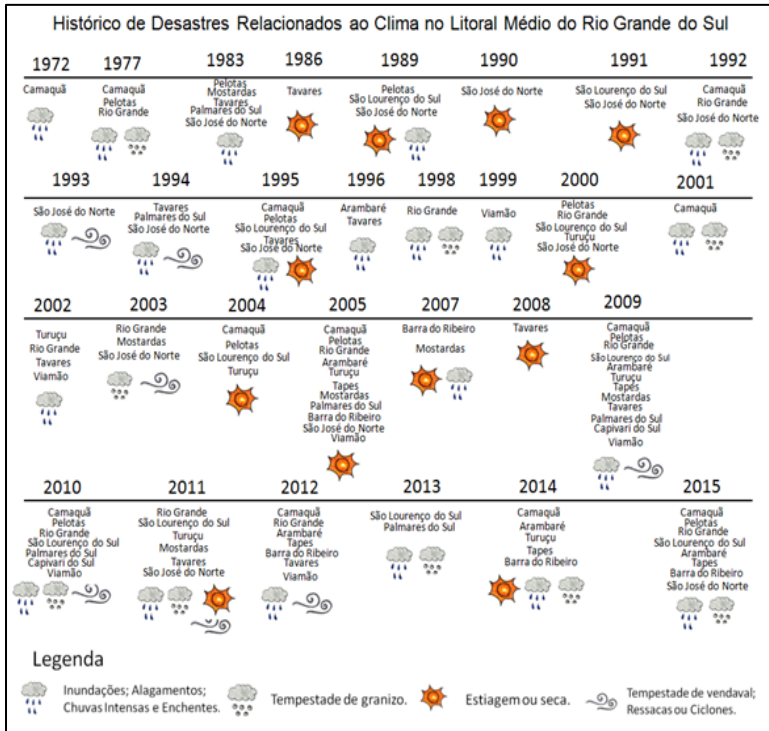 Histórico de Desastres Relacionados ao Clima no Litoral Médio do Rio Grande do Sul
1972
Camaquã
1977
Camaquã
Pelotas
Rio Grande
1983
Pelotas
Mostardas
Tavares
Palmares do Sul
São José do Norte
1986
Tavares
1989
Pelotas
São Lourenço do Sul
São José do Norte
1990
São José do Norte
1991
São Lourenço do Sul
São José do Norte
1992
Camaquã
Rio Grande
São José do Norte
1993
São José do Norte
1994
Tavares
Palmares do Sul
São José do Norte
1995
Camaquã
Pelotas
São Lourenço do Sul
Tavares
São José do Norte
1996
Arambaré
Tavares
1998
Rio Grande
1999
Viamão
2000
Pelotas
Rio Grande
São Lourenço do Sul
Turuçu
São José do Norte
2001
Camaquã
2002
Turuçu
Rio Grande
Tavares
Viamão
2003
Rio Grande
Mostardas
São José do Norte
2004
Camaquã
Pelotas
São Lourenço do Sul
Turuçu
2005
Camaquã
Pelotas
Rio Grande
Arambaré
Turuçu
Tapes
Mostardas
Palmares do Sul
Barra do Ribeiro
São José do Norte
Viamão
2007
Barra do Ribeiro
Mostardas
2008
Tavares
2009
Camaquã
Pelotas
Rio Grande
São Lourenço do Sul
Arambaré
Turuçu
Tapes
Mostardas
Tavares
Palmares do Sul
Capivari do Sul
Viamão
2010
Camaquã
Pelotas
Rio Grande
São Lourenço do Sul
Palmares do Sul
Capivari do Sul
Viamão
2011
Rio Grande
São Lourenço do Sul
Turuçu
Mostardas
Tavares
São José do Norte
2012
Camaquã
Rio Grande
Arambaré
Tapes
Barra do Ribeiro
Tavares
Viamão
2013
São Lourenço do Sul
Palmares do Sul
2014
Camaquã
Arambaré
Turuçu
Tapes
Barra do Ribeiro
2015
Camaquã
Pelotas
Rio Grande
São Lourenço do Sul
Arambaré
Tapes
Barra do Ribeiro
São José do Norte
Legenda
Inundações; Alagamentos;
Chuvas Intensas e Enchentes.
Tempestade de granizo.
Estiagem ou seca.
Tempestade de vendaval;
Ressacas ou Ciclones.